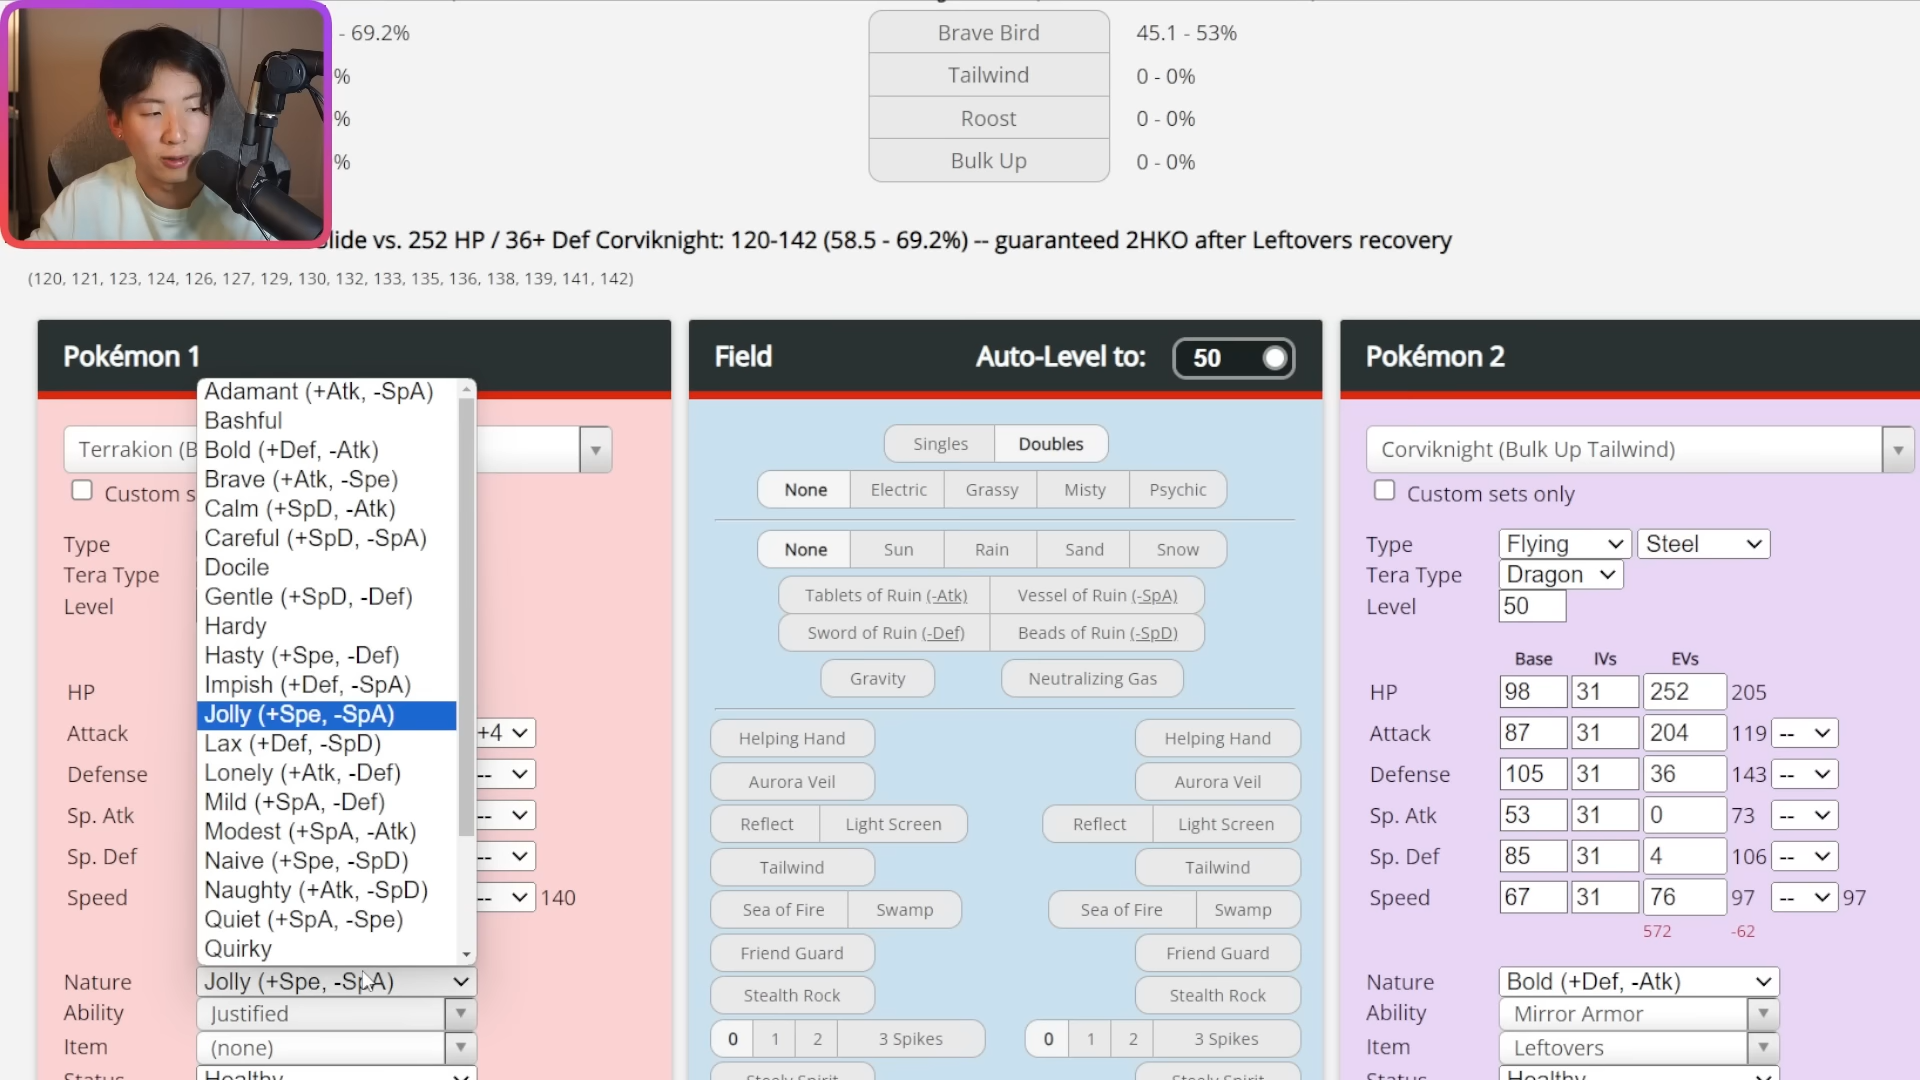 - 69.2%
Brave Bird 45.1 - 53%
% Tailwind 0 - 0%
% Roost 0 - 0%
% Bulk Up 0 - 0%
Slide vs. 252 HP / 36+ Def Corviknight: 120-142 (58.5 - 69.2%) -- guaranteed 2HKO after Leftovers recovery
(120, 121, 123, 124, 126, 127, 129, 130, 132, 133, 135, 136, 138, 139, 141, 142)
Pokémon 1
Terrakion (B
Custom s
Type
Tera Type
Level
HP
Attack +4
Defense --
Sp. Atk --
Sp. Def --
Speed -- 140
Adamant (+Atk, -SpA)
Bashful
Bold (+Def, -Atk)
Brave (+Atk, -Spe)
Calm (+SpD, -Atk)
Careful (+SpD, -SpA)
Docile
Gentle (+SpD, -Def)
Hardy
Hasty (+Spe, -Def)
Impish (+Def, -SpA)
Jolly (+Spe, -SpA)
Lax (+Def, -SpD)
Lonely (+Atk, -Def)
Mild (+SpA, -Def)
Modest (+SpA, -Atk)
Naive (+Spe, -SpD)
Naughty (+Atk, -SpD)
Quiet (+SpA, -Spe)
Quirky
Nature Jolly (+Spe, -SpA)
Ability Justified
Item (none)
Status Healthy
Field Auto-Level to: 50
Singles Doubles
None Electric Grassy Misty Psychic
None Sun Rain Sand Snow
Tablets of Ruin (-Atk) Vessel of Ruin (-SpA)
Sword of Ruin (-Def) Beads of Ruin (-SpD)
Gravity Neutralizing Gas
Helping Hand Helping Hand
Aurora Veil Aurora Veil
Reflect Light Screen Reflect Light Screen
Tailwind Tailwind
Sea of Fire Swamp Sea of Fire Swamp
Friend Guard Friend Guard
Stealth Rock Stealth Rock
0 1 2 3 Spikes 0 1 2 3 Spikes
Steely Spirit Steely Spirit
Pokémon 2
Corviknight (Bulk Up Tailwind)
Custom sets only
Type Flying Steel
Tera Type Dragon
Level 50
Base IVs EVs
HP 98 31 252 205
Attack 87 31 204 119 --
Defense 105 31 36 143 --
Sp. Atk 53 31 0 73 --
Sp. Def 85 31 4 106 --
Speed 67 31 76 97 -- 97
572 -62
Nature Bold (+Def, -Atk)
Ability Mirror Armor
Item Leftovers
Status Healthy